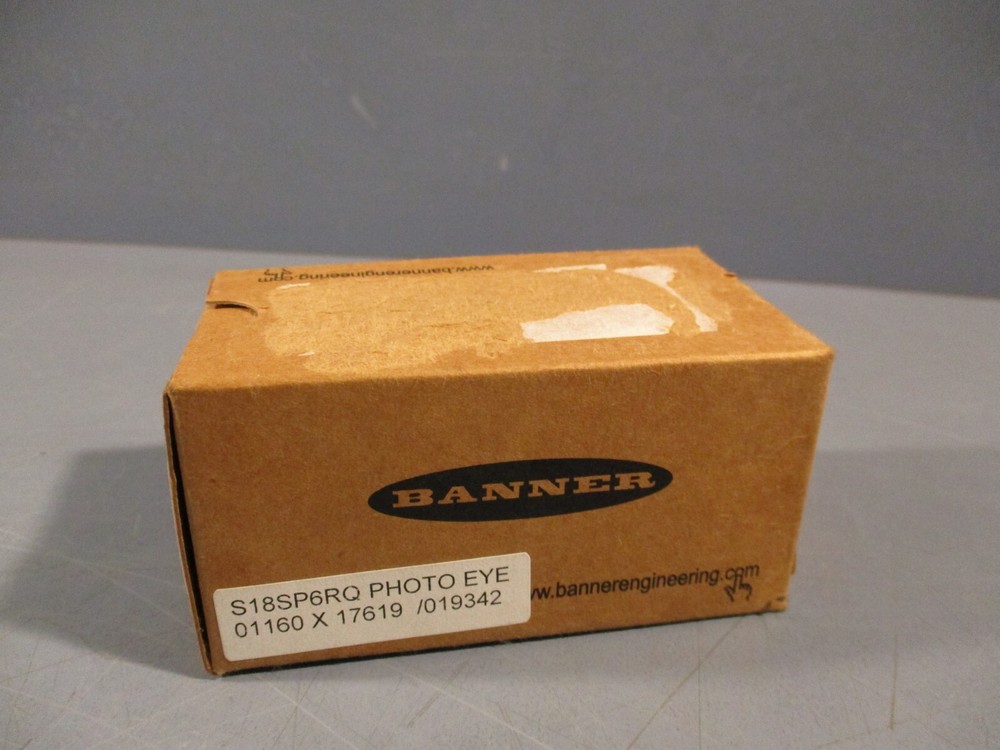 www.bannerengineering.com
BANNER
www.bannerengineering.com
S18SP6RQ PHOTO EYE
01160 X 17619 /019342